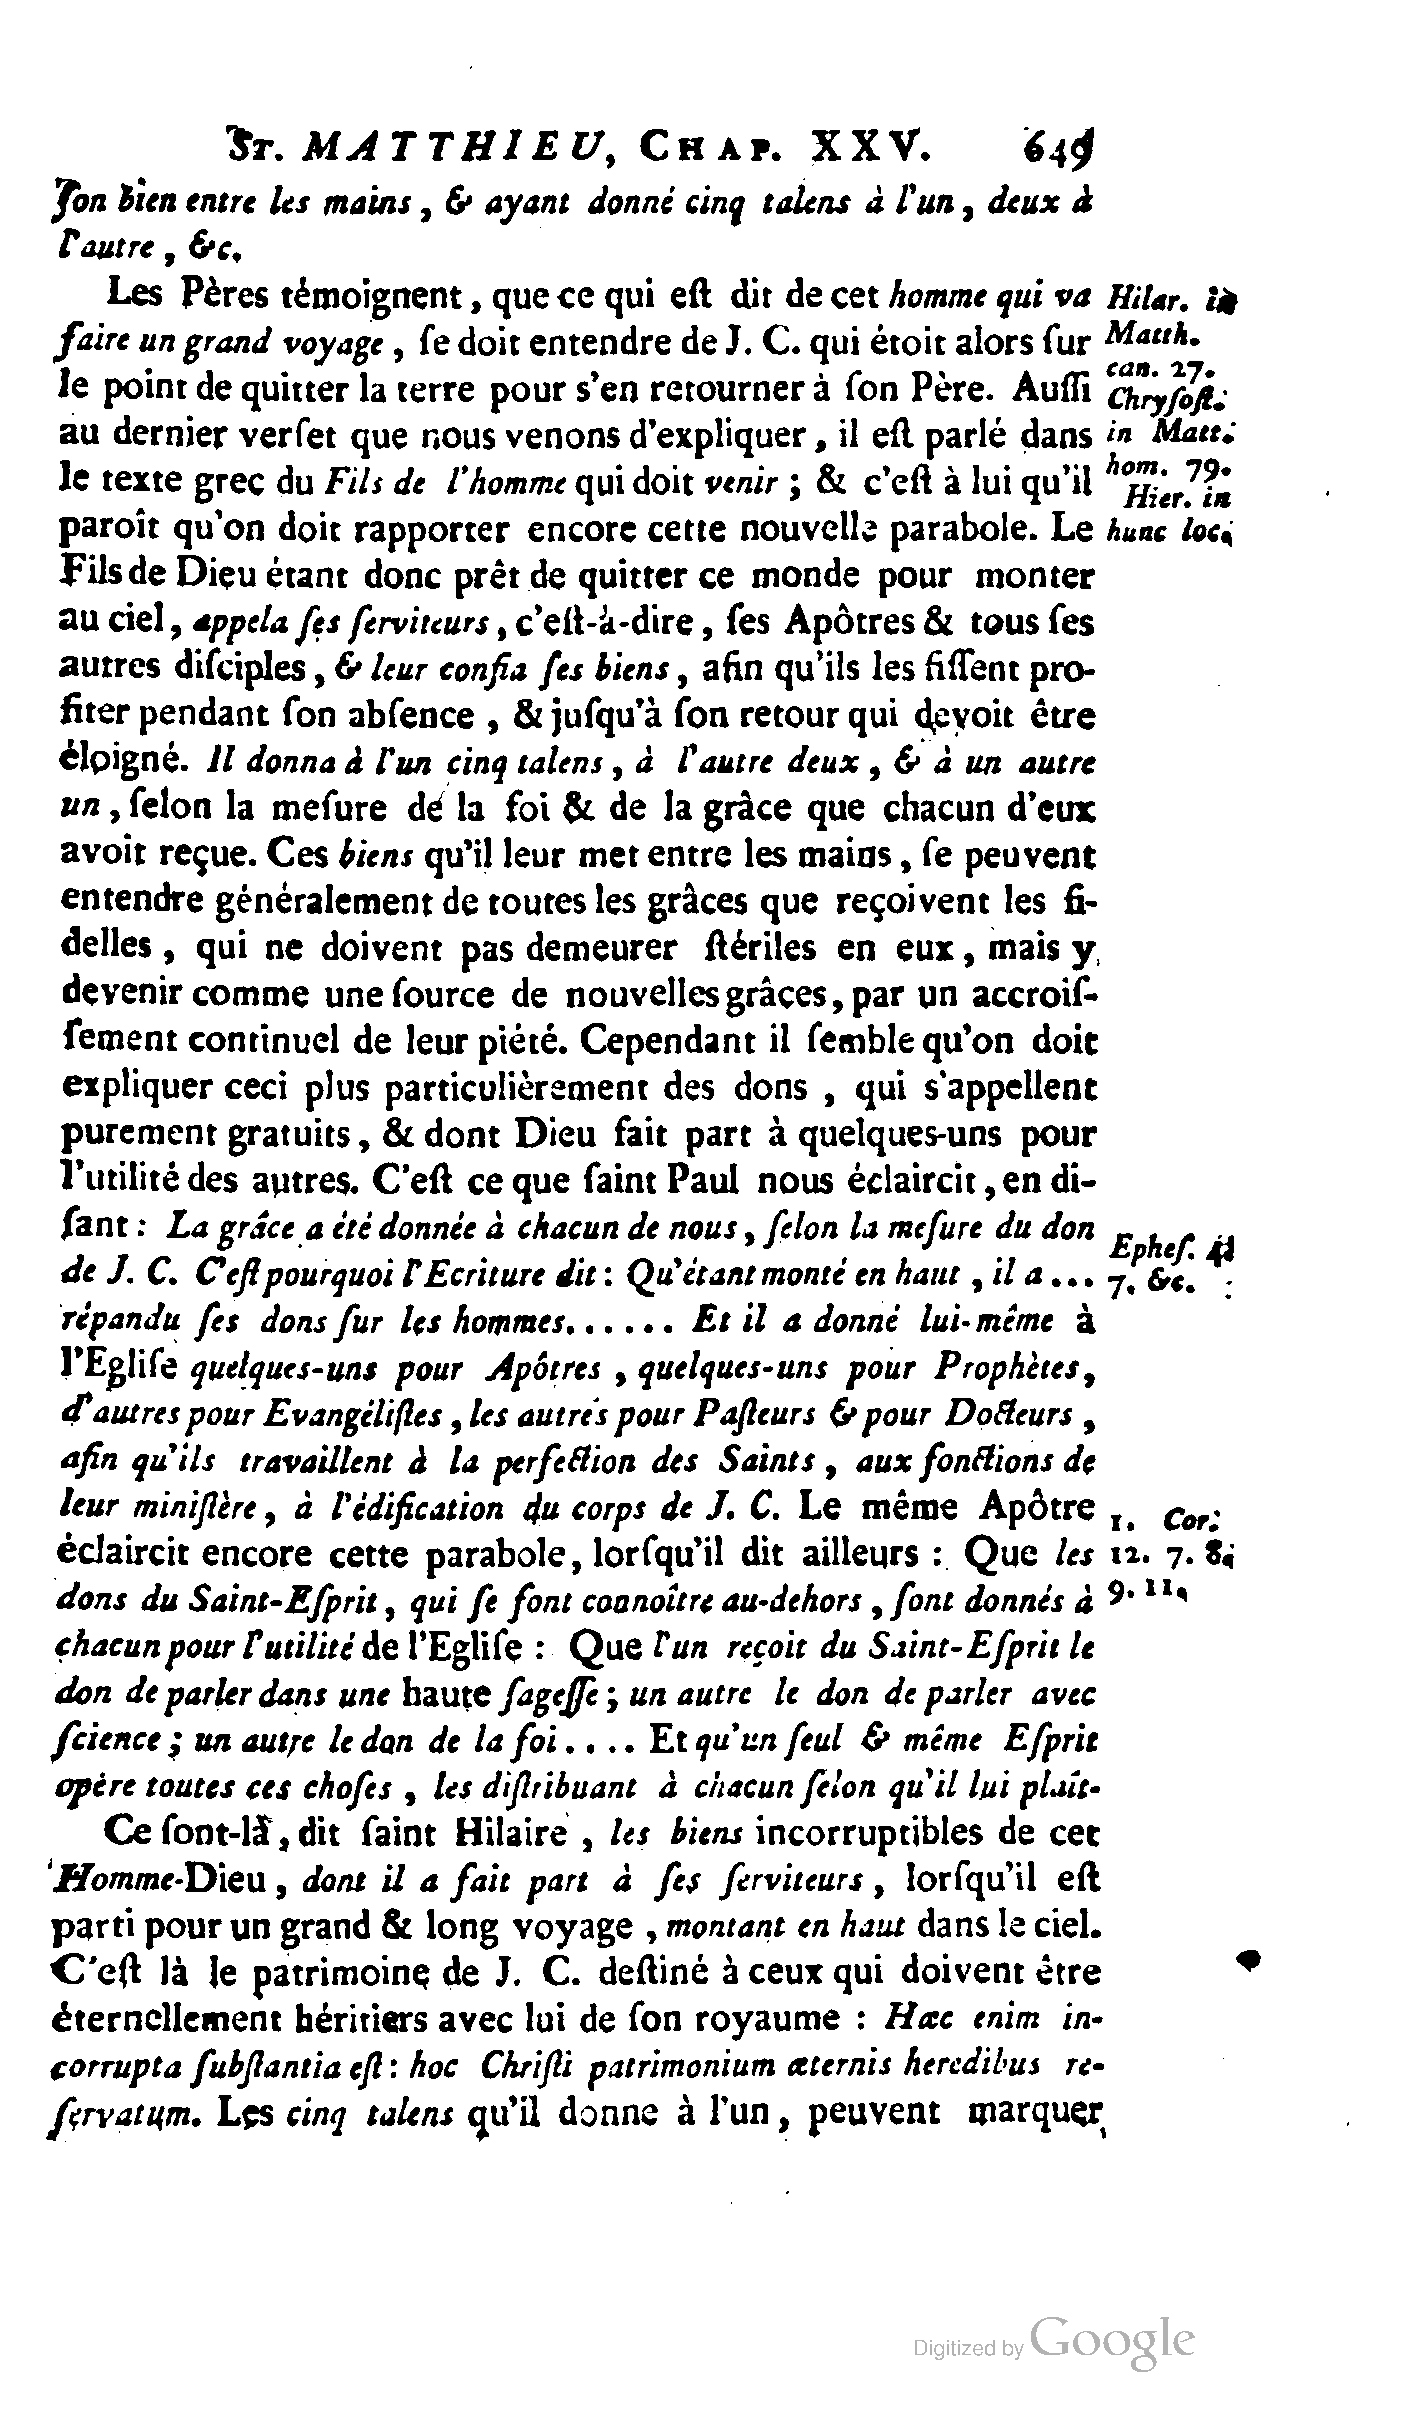 ST. MATTHIEU, CHAP. XXV. 649
ſon bien entre les mains, & ayant donné cinq talens à l'un, deux à
l'autre, &c.
Les Pères témoignent, que ce qui eſt dit de cet homme qui va
faire un grand voyage, ſe doit entendre de J. C. qui étoit alors ſur
le point de quitter la terre pour s'en retourner à ſon Père. Auſſi
au dernier verſet que nous venons d'expliquer, il eſt parlé dans
le texte grec du Fils de l'homme qui doit venir; & c'eſt à lui qu'il
paroît qu'on doit rapporter encore cette nouvelle parabole. Le
Fils de Dieu étant donc prêt de quitter ce monde pour monter
au ciel, appela ſes ſerviteurs, c'eſt-à-dire, ſes Apôtres & tous ſes
autres diſciples, & leur confia ſes biens, afin qu'ils les fiſſent pro-
fiter pendant ſon abſence, & juſqu'à ſon retour qui devoit être
éloigné. Il donna à l'un cinq talens, à l'autre deux, & à un autre
un, ſelon la meſure de la foi & de la grâce que chacun d'eux
avoit reçue. Ces biens qu'il leur met entre les mains, ſe peuvent
entendre généralement de toutes les grâces que reçoivent les fi-
delles, qui ne doivent pas demeurer ſtériles en eux, mais y
devenir comme une ſource de nouvelles grâces, par un accroiſ-
ſement continuel de leur piété. Cependant il ſemble qu'on doit
expliquer ceci plus particulièrement des dons, qui s'appellent
purement gratuits, & dont Dieu fait part à quelques-uns pour
l'utilité des autres. C'eſt ce que ſaint Paul nous éclaircit, en di-
ſant: La grâce a été donnée à chacun de nous, ſelon la meſure du don
de J. C. C'eſt pourquoi l'Ecriture dit: Qu'étant monté en haut, il a...
répandu ſes dons ſur les hommes...... Et il a donné lui-même à
l'Egliſe quelques-uns pour Apôtres, quelques-uns pour Prophètes,
d'autres pour Evangéliſtes, les autres pour Paſteurs & pour Docteurs,
afin qu'ils travaillent à la perfection des Saints, aux fonctions de
leur miniſtère, à l'édification du corps de J. C. Le même Apôtre
éclaircit encore cette parabole, lorſqu'il dit ailleurs: Que les
dons du Saint-Eſprit, qui ſe font connoître au-dehors, ſont donnés à
chacun pour l'utilité de l'Egliſe: Que l'un reçoit du Saint-Eſprit le
don de parler dans une haute ſageſſe; un autre le don de parler avec
ſcience; un autre le don de la foi.... Et qu'un ſeul & même Eſprit
opère toutes ces choſes, les diſtribuant à chacun ſelon qu'il lui plaît.
Ce ſont-là, dit ſaint Hilaire, les biens incorruptibles de cet
Homme-Dieu, dont il a fait part à ſes ſerviteurs, lorſqu'il eſt
parti pour un grand & long voyage, montant en haut dans le ciel.
C'eſt là le patrimoine de J. C. deſtiné à ceux qui doivent être
éternellement héritiers avec lui de ſon royaume: Hæc enim in-
corrupta ſubſtantia eſt: hoc Chriſti patrimonium æternis heredibus re-
ſervatum. Les cinq talens qu'il donne à l'un, peuvent marquer
Hilar. in
Matth.
can. 27.
Chryſoſt.
in Matt.
hom. 79.
Hier. in
hunc loc.
Epheſ. 4.
7. &c.
1. Cor.
12. 7. 8.
9. 11.
Digitized by Google